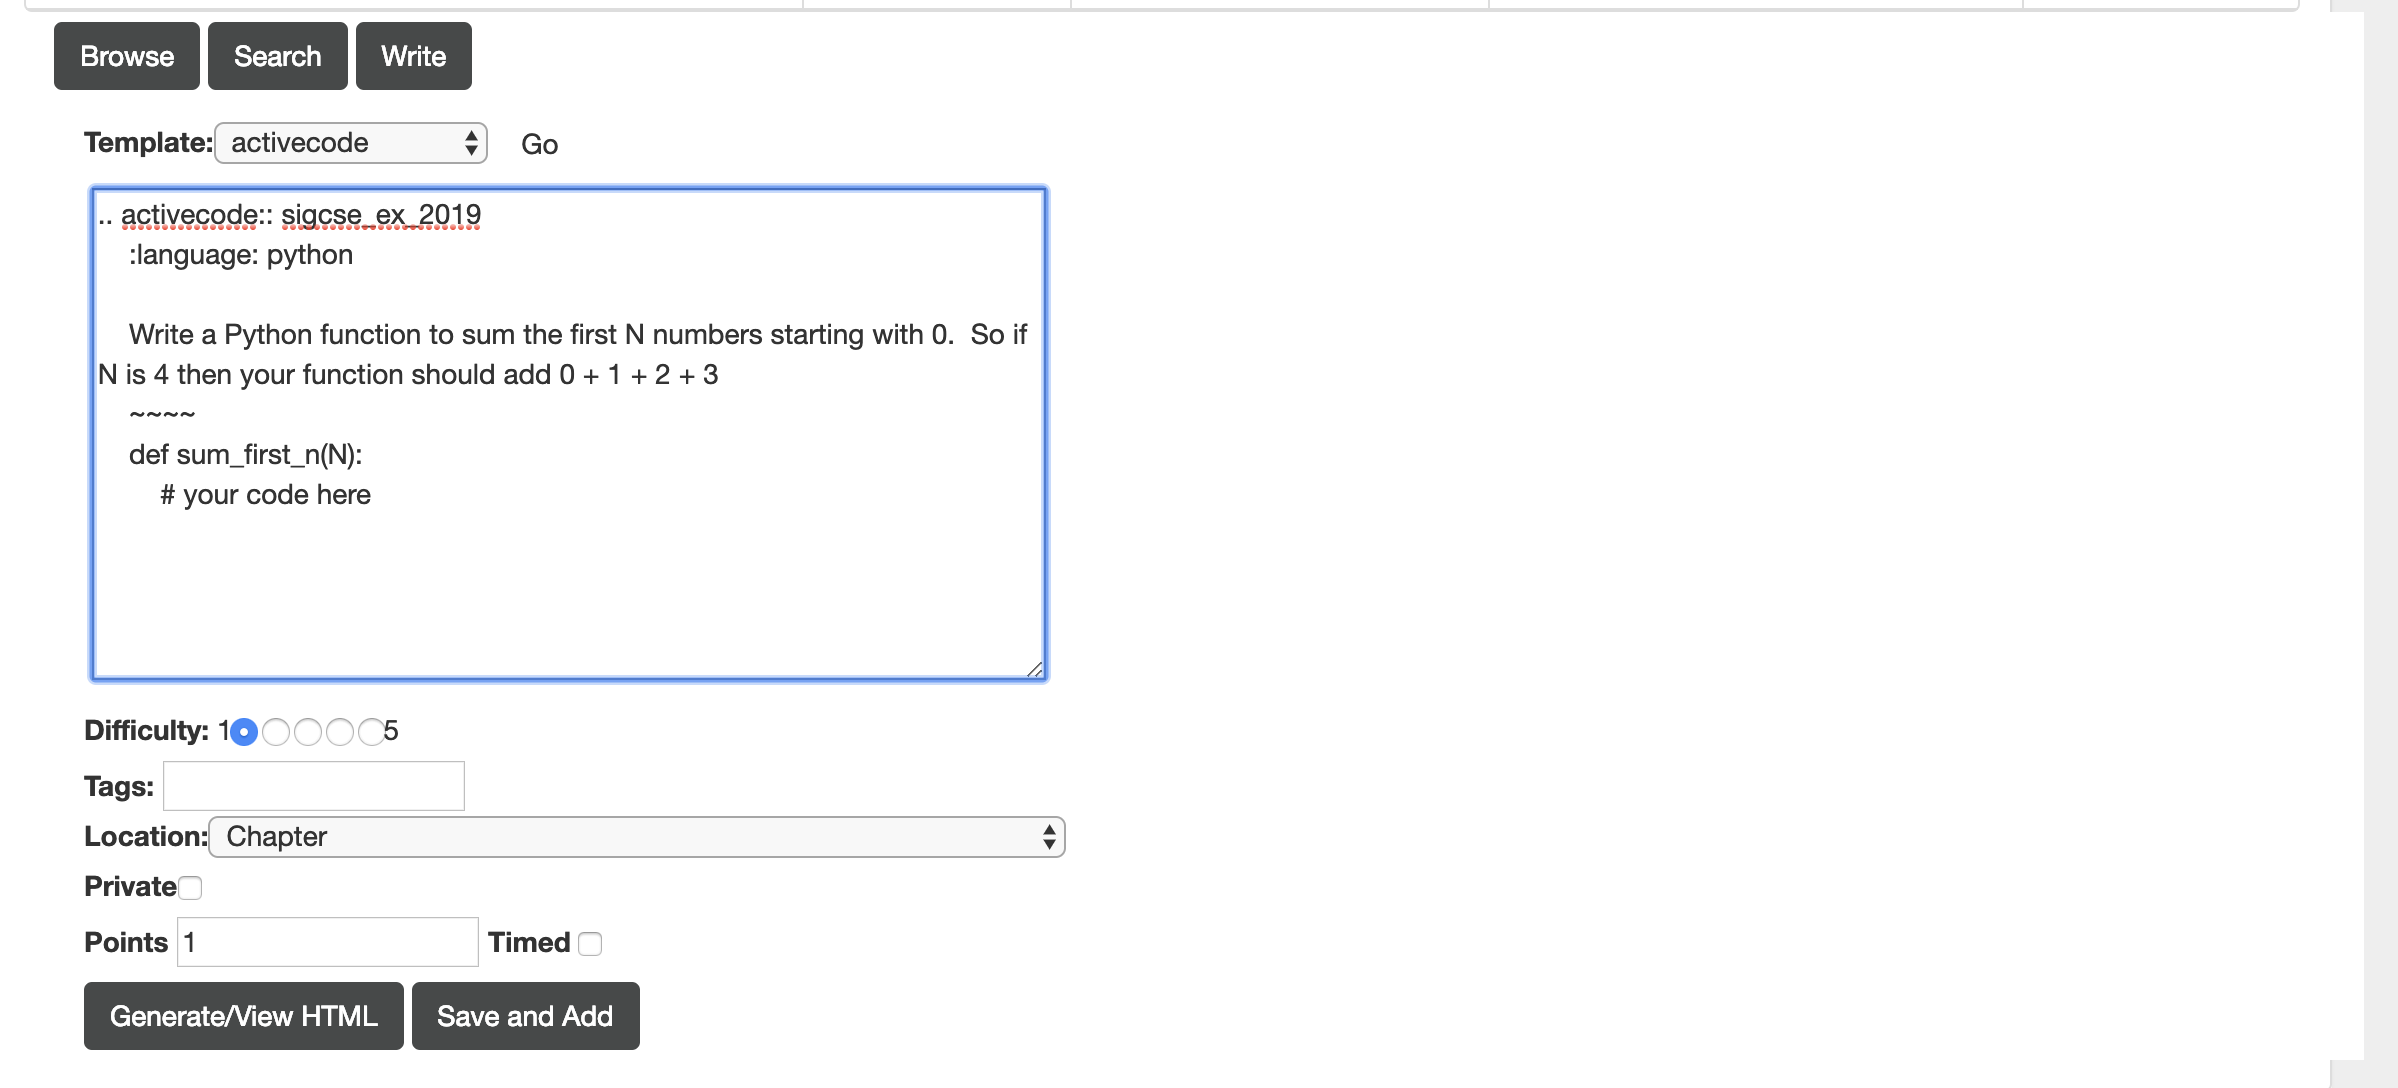 Browse Search Write
Template: activecode Go
.. activecode:: sigcse_ex_2019
:language: python
Write a Python function to sum the first N numbers starting with 0.  So if
N is 4 then your function should add 0 + 1 + 2 + 3
~~~~
def sum_first_n(N):
# your code here
Difficulty: 1 5
Tags:
Location: Chapter
Private
Points 1 Timed
Generate/View HTML Save and Add